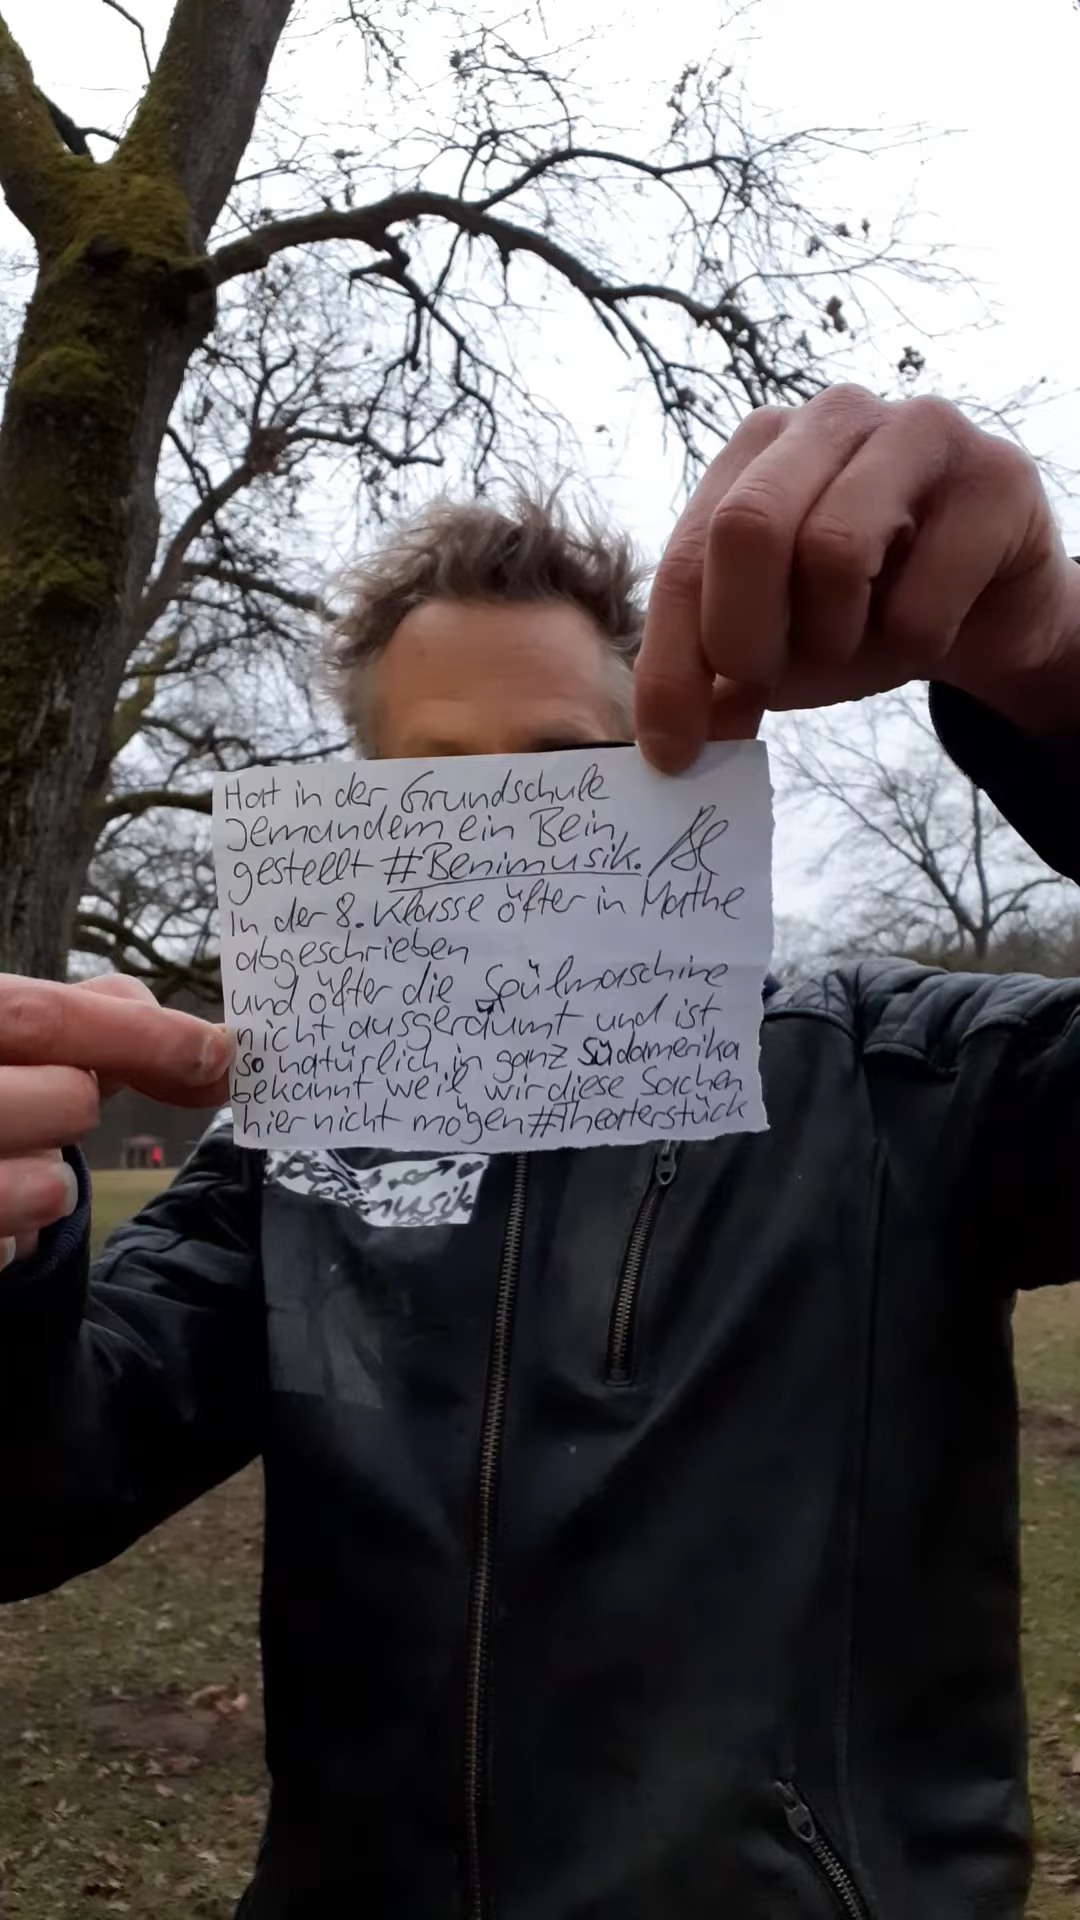 Hat in der Grundschule
Jemandem ein Bein
gestellt #Benimusik.
In der 8. Klasse öfter in Mathe
abgeschrieben
und öfter die Spülmaschine
nicht ausgeräumt und ist
so natürlich in ganz Südamerika
bekannt weil wir diese Sachen
hier nicht mögen #Theaterstück
musik